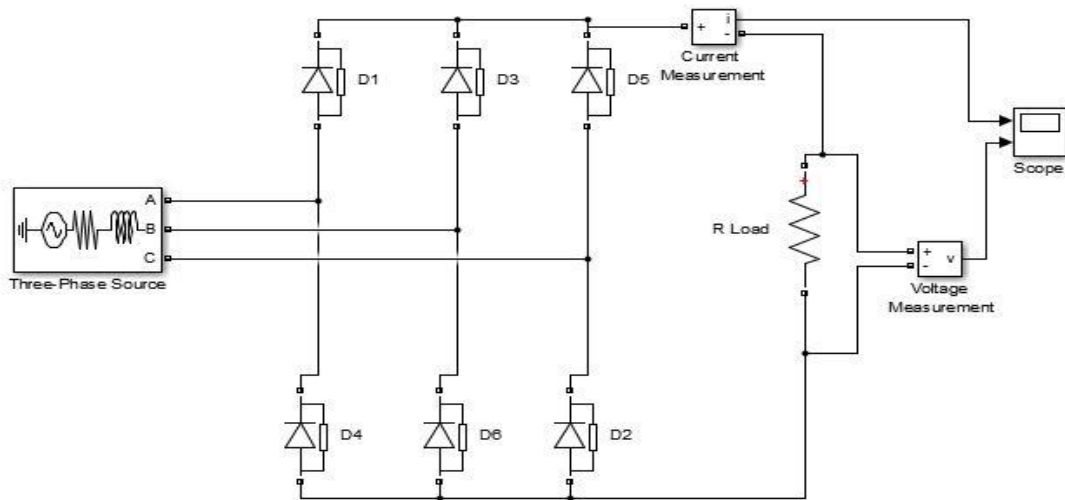 + i
-
Current
Measurement
D1
D3
D5
Scope
A
B
C
Three-Phase Source
+
R Load
+ v
-
Voltage
Measurement
D4
D6
D2